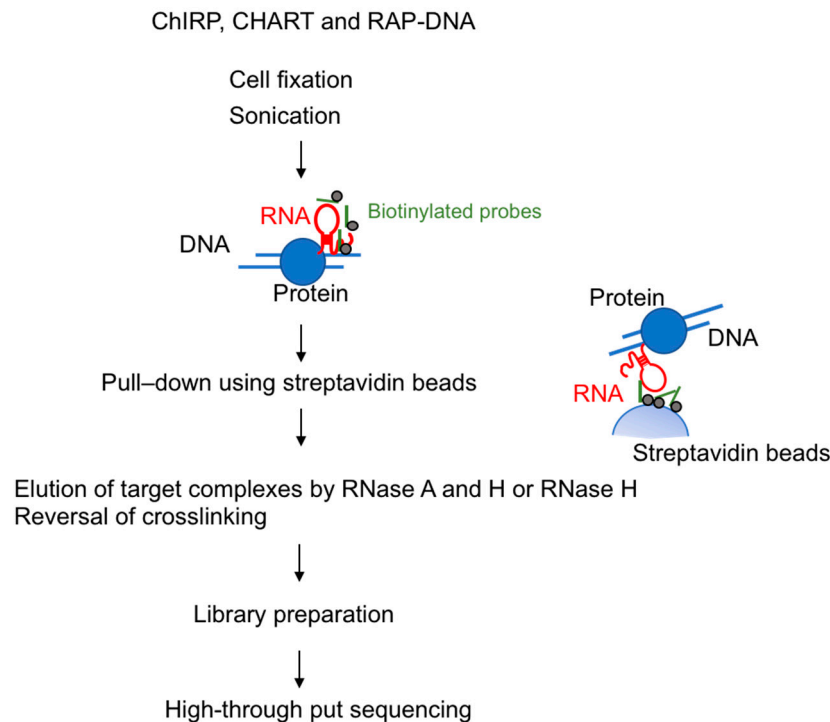 ChIRP, CHART and RAP-DNA
Cell fixation
Sonication
RNA
Biotinylated probes
DNA
Protein
Pull–down using streptavidin beads
Protein
DNA
RNA
Streptavidin beads
Elution of target complexes by RNase A and H or RNase H
Reversal of crosslinking
Library preparation
High-through put sequencing